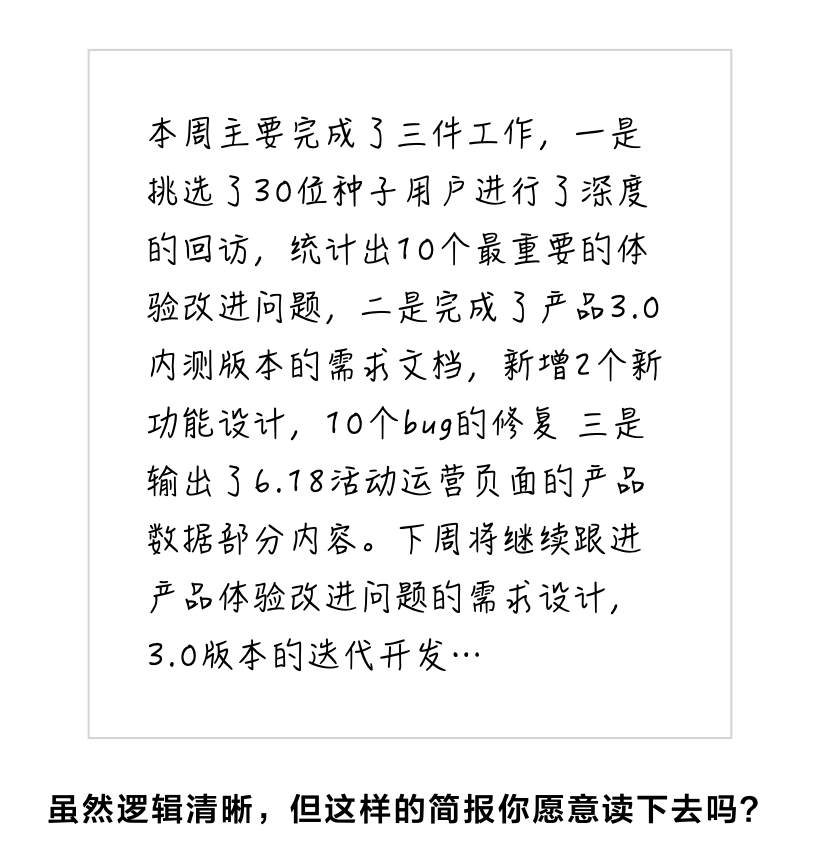 本周主要完成了三件工作，一是
挑选了30位种子用户进行了深度
的回访，统计出10个最重要的体
验改进问题，二是完成了产品3.0
内测版本的需求文档，新增2个新
功能设计，10个bug的修复 三是
输出了6.18活动运营页面的产品
数据部分内容。下周将继续跟进
产品体验改进问题的需求设计，
3.0版本的迭代开发…
虽然逻辑清晰，但这样的简报你愿意读下去吗？